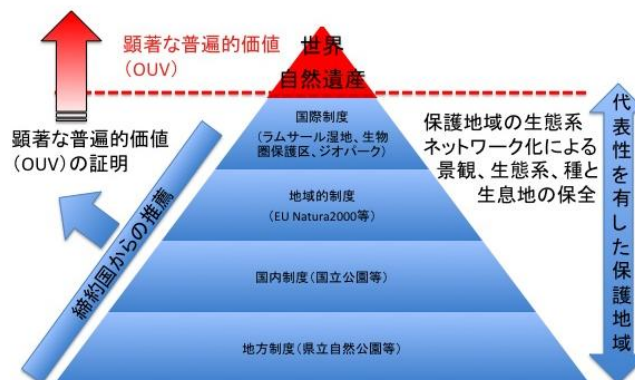 顕著な普遍的価値
(OUV)
世界
自然遺産
顕著な普遍的価値
(OUV)の証明
国際制度
(ラムサール湿地、生物
圏保護区、ジオパーク)
保護地域の生態系
ネットワーク化による
景観、生態系、種と
生息地の保全
代表性を有した保護地域
地域的制度
(EU Natura2000等)
締約国からの推薦
国内制度(国立公園等)
地方制度(県立自然公園等)